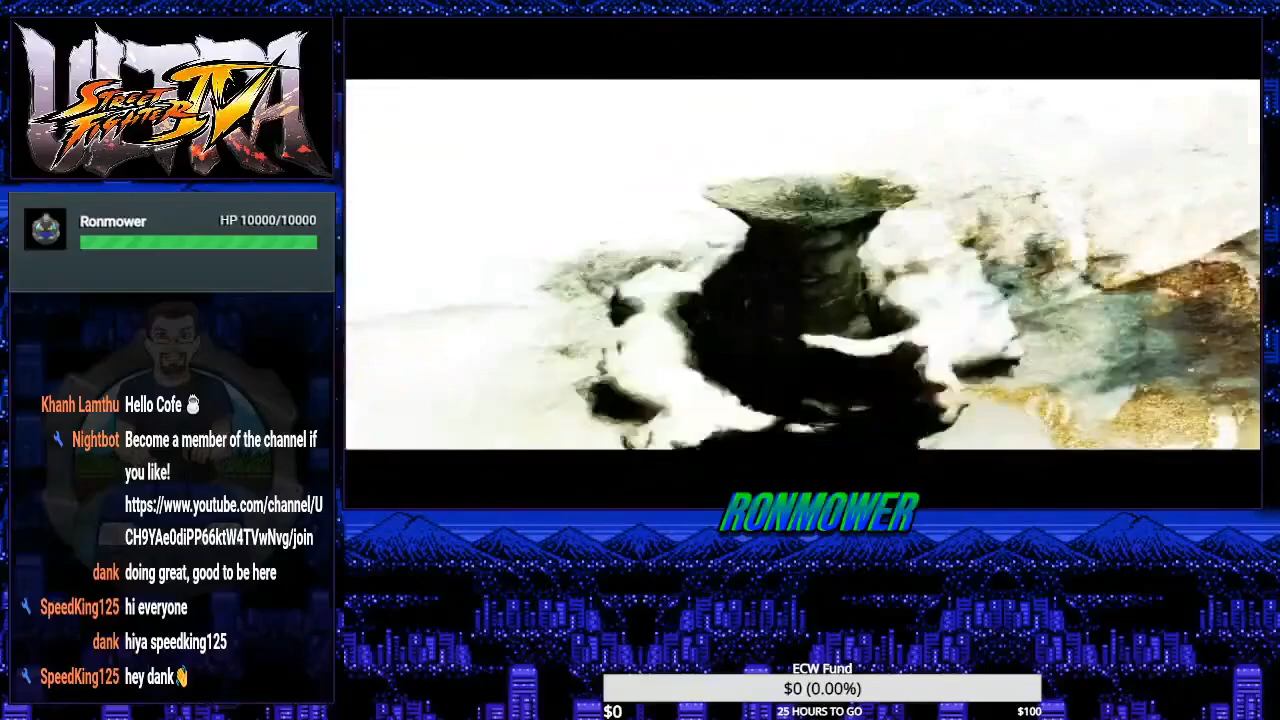 ULTRA
STREET
FIGHTER IV
Ronmower HP 10000/10000
Khanh Lamthu Hello Cofe
Nightbot Become a member of the channel if
you like!
https://www.youtube.com/channel/U
CH9YAe0diPP66ktW4TVwNvg/join
dank doing great, good to be here
SpeedKing125 hi everyone
dank hiya speedking125
SpeedKing125 hey dank
RONMOWER
ECW Fund
$0 (0.00%)
$0 25 HOURS TO GO $100